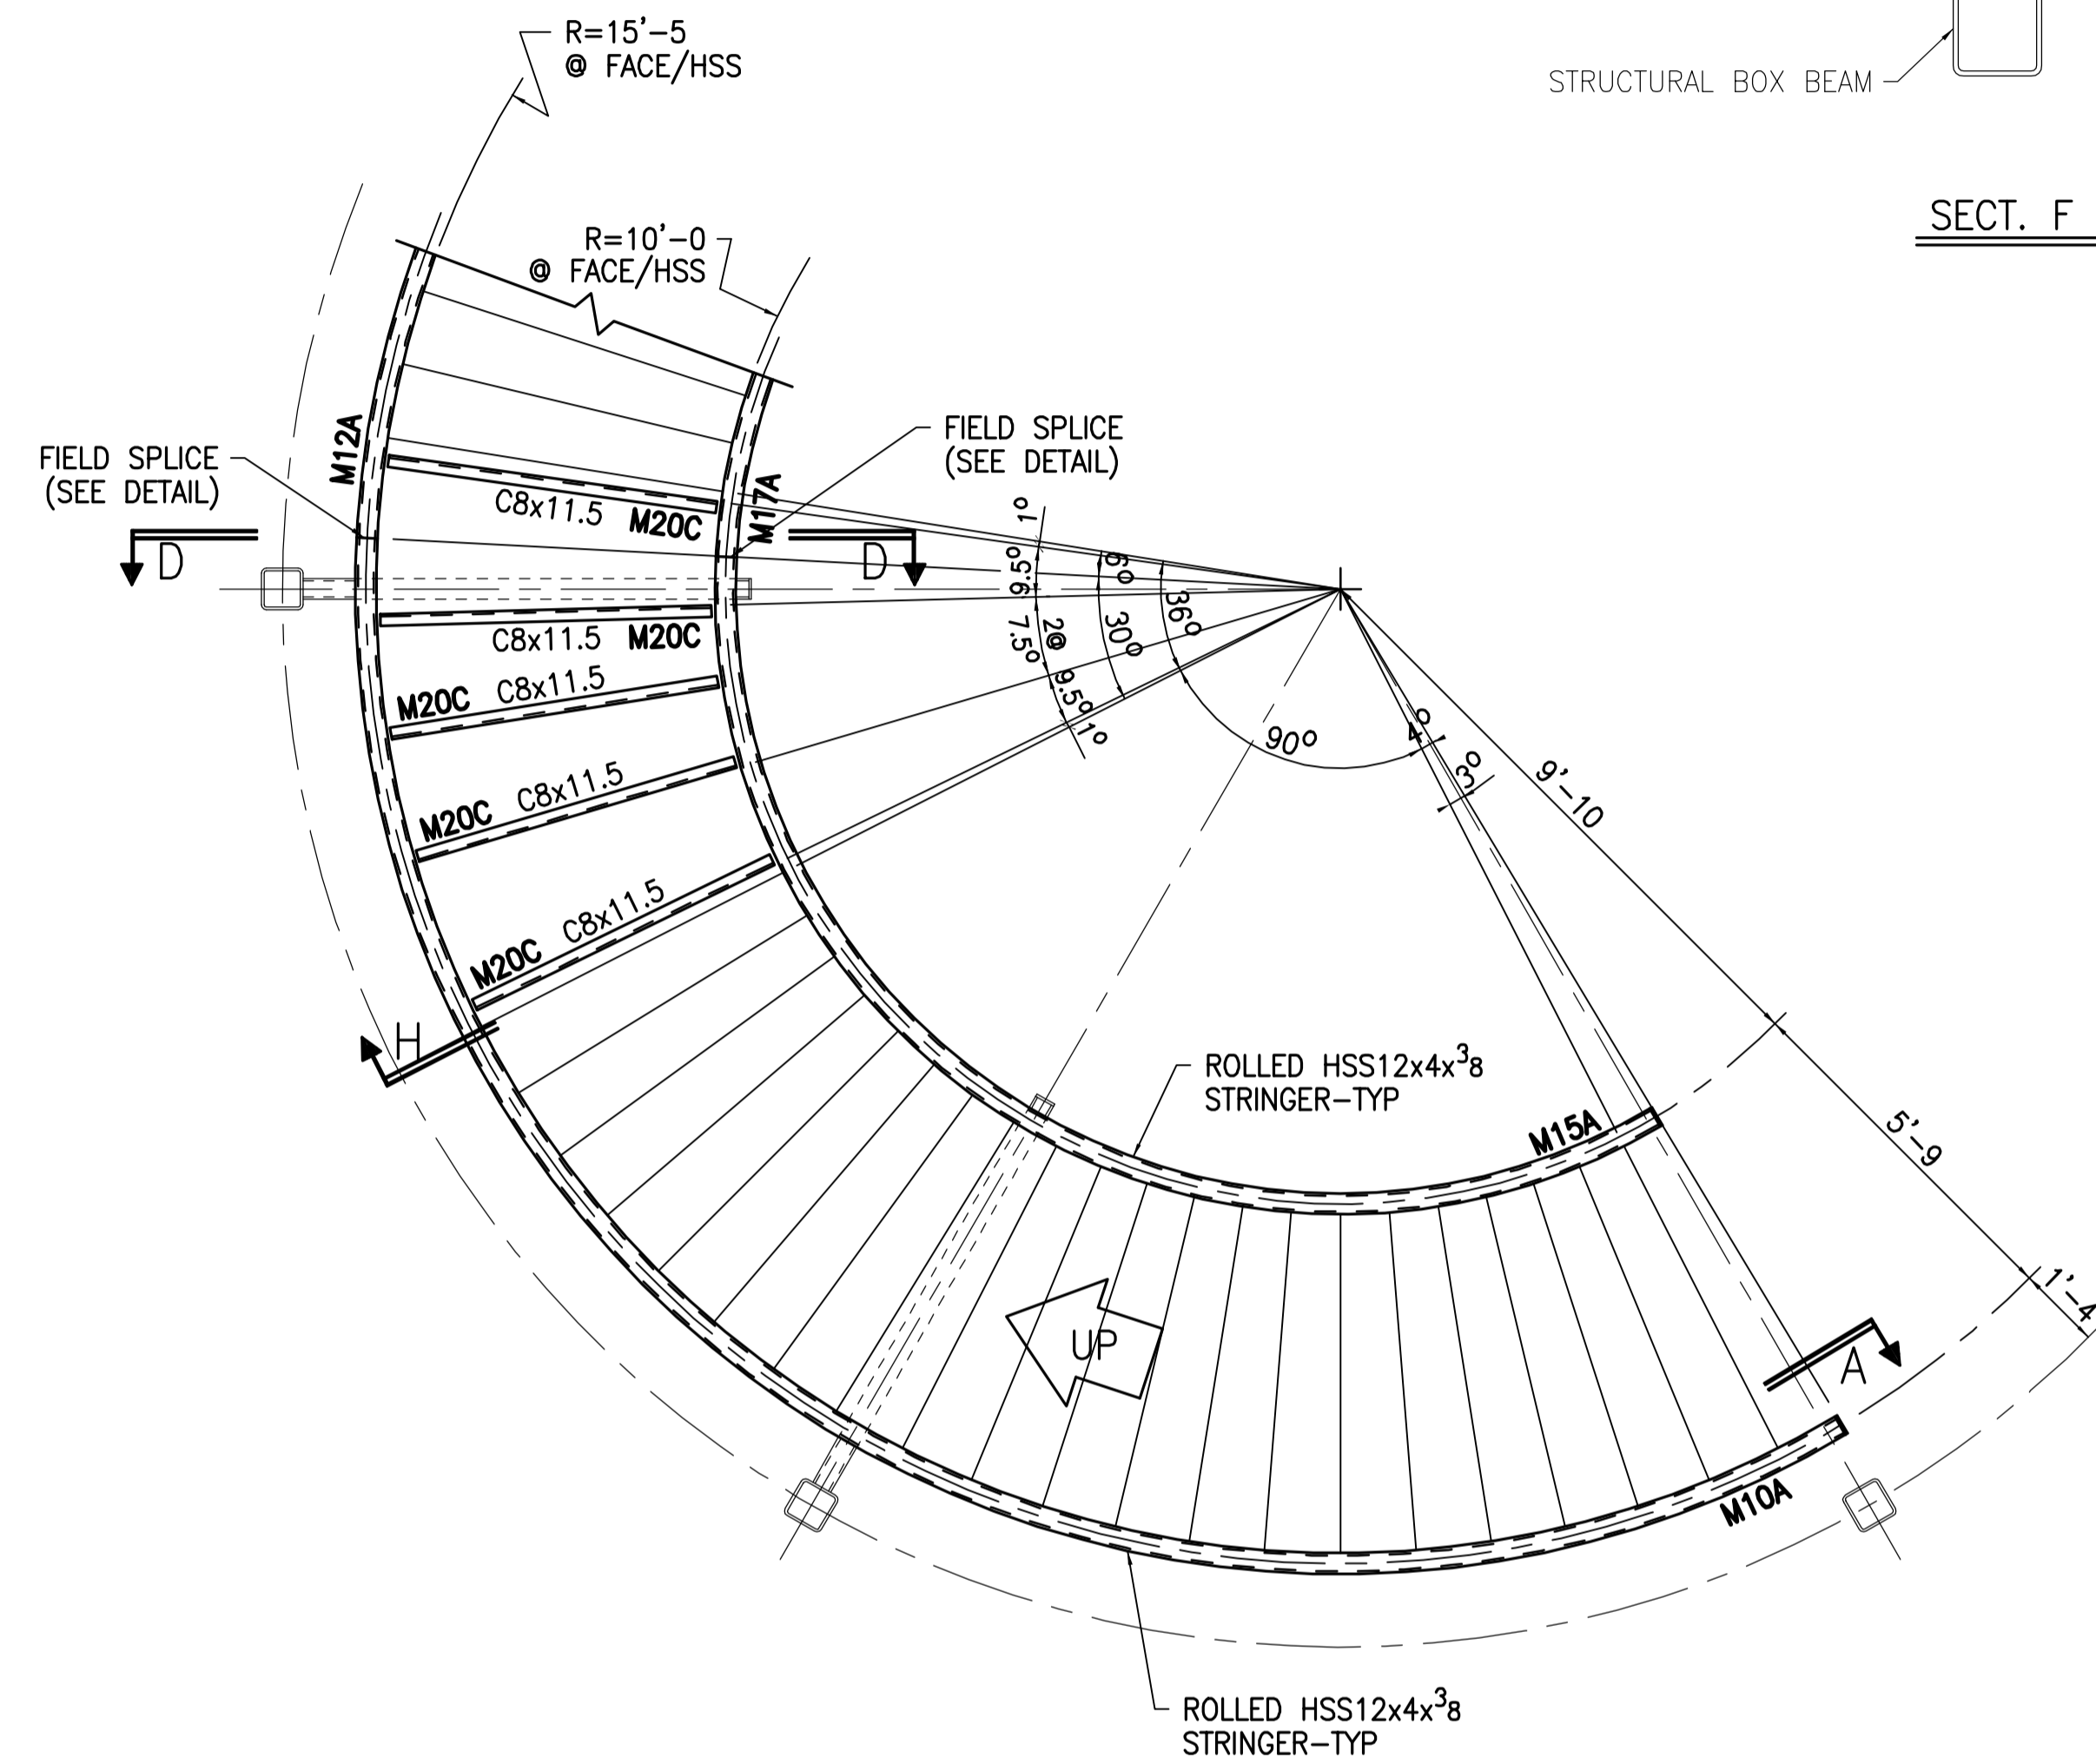 R=15'-5
@ FACE/HSS
STRUCTURAL BOX BEAM
SECT. F
R=10'-0
@ FACE/HSS
FIELD SPLICE
(SEE DETAIL)
M12A
FIELD SPLICE
(SEE DETAIL)
M17A
D
D
C8x11.5 M20C
1°
9.5°
6°
36°
30°
2@
7.5°
9.5°
1°
C8x11.5 M20C
M20C C8x11.5
M20C C8x11.5
M20C C8x11.5
90°
4°
3°
9'-10
5'-9
1'-4
H
ROLLED HSS12x4x3/8
STRINGER-TYP
M15A
UP
A
M10A
ROLLED HSS12x4x3/8
STRINGER-TYP